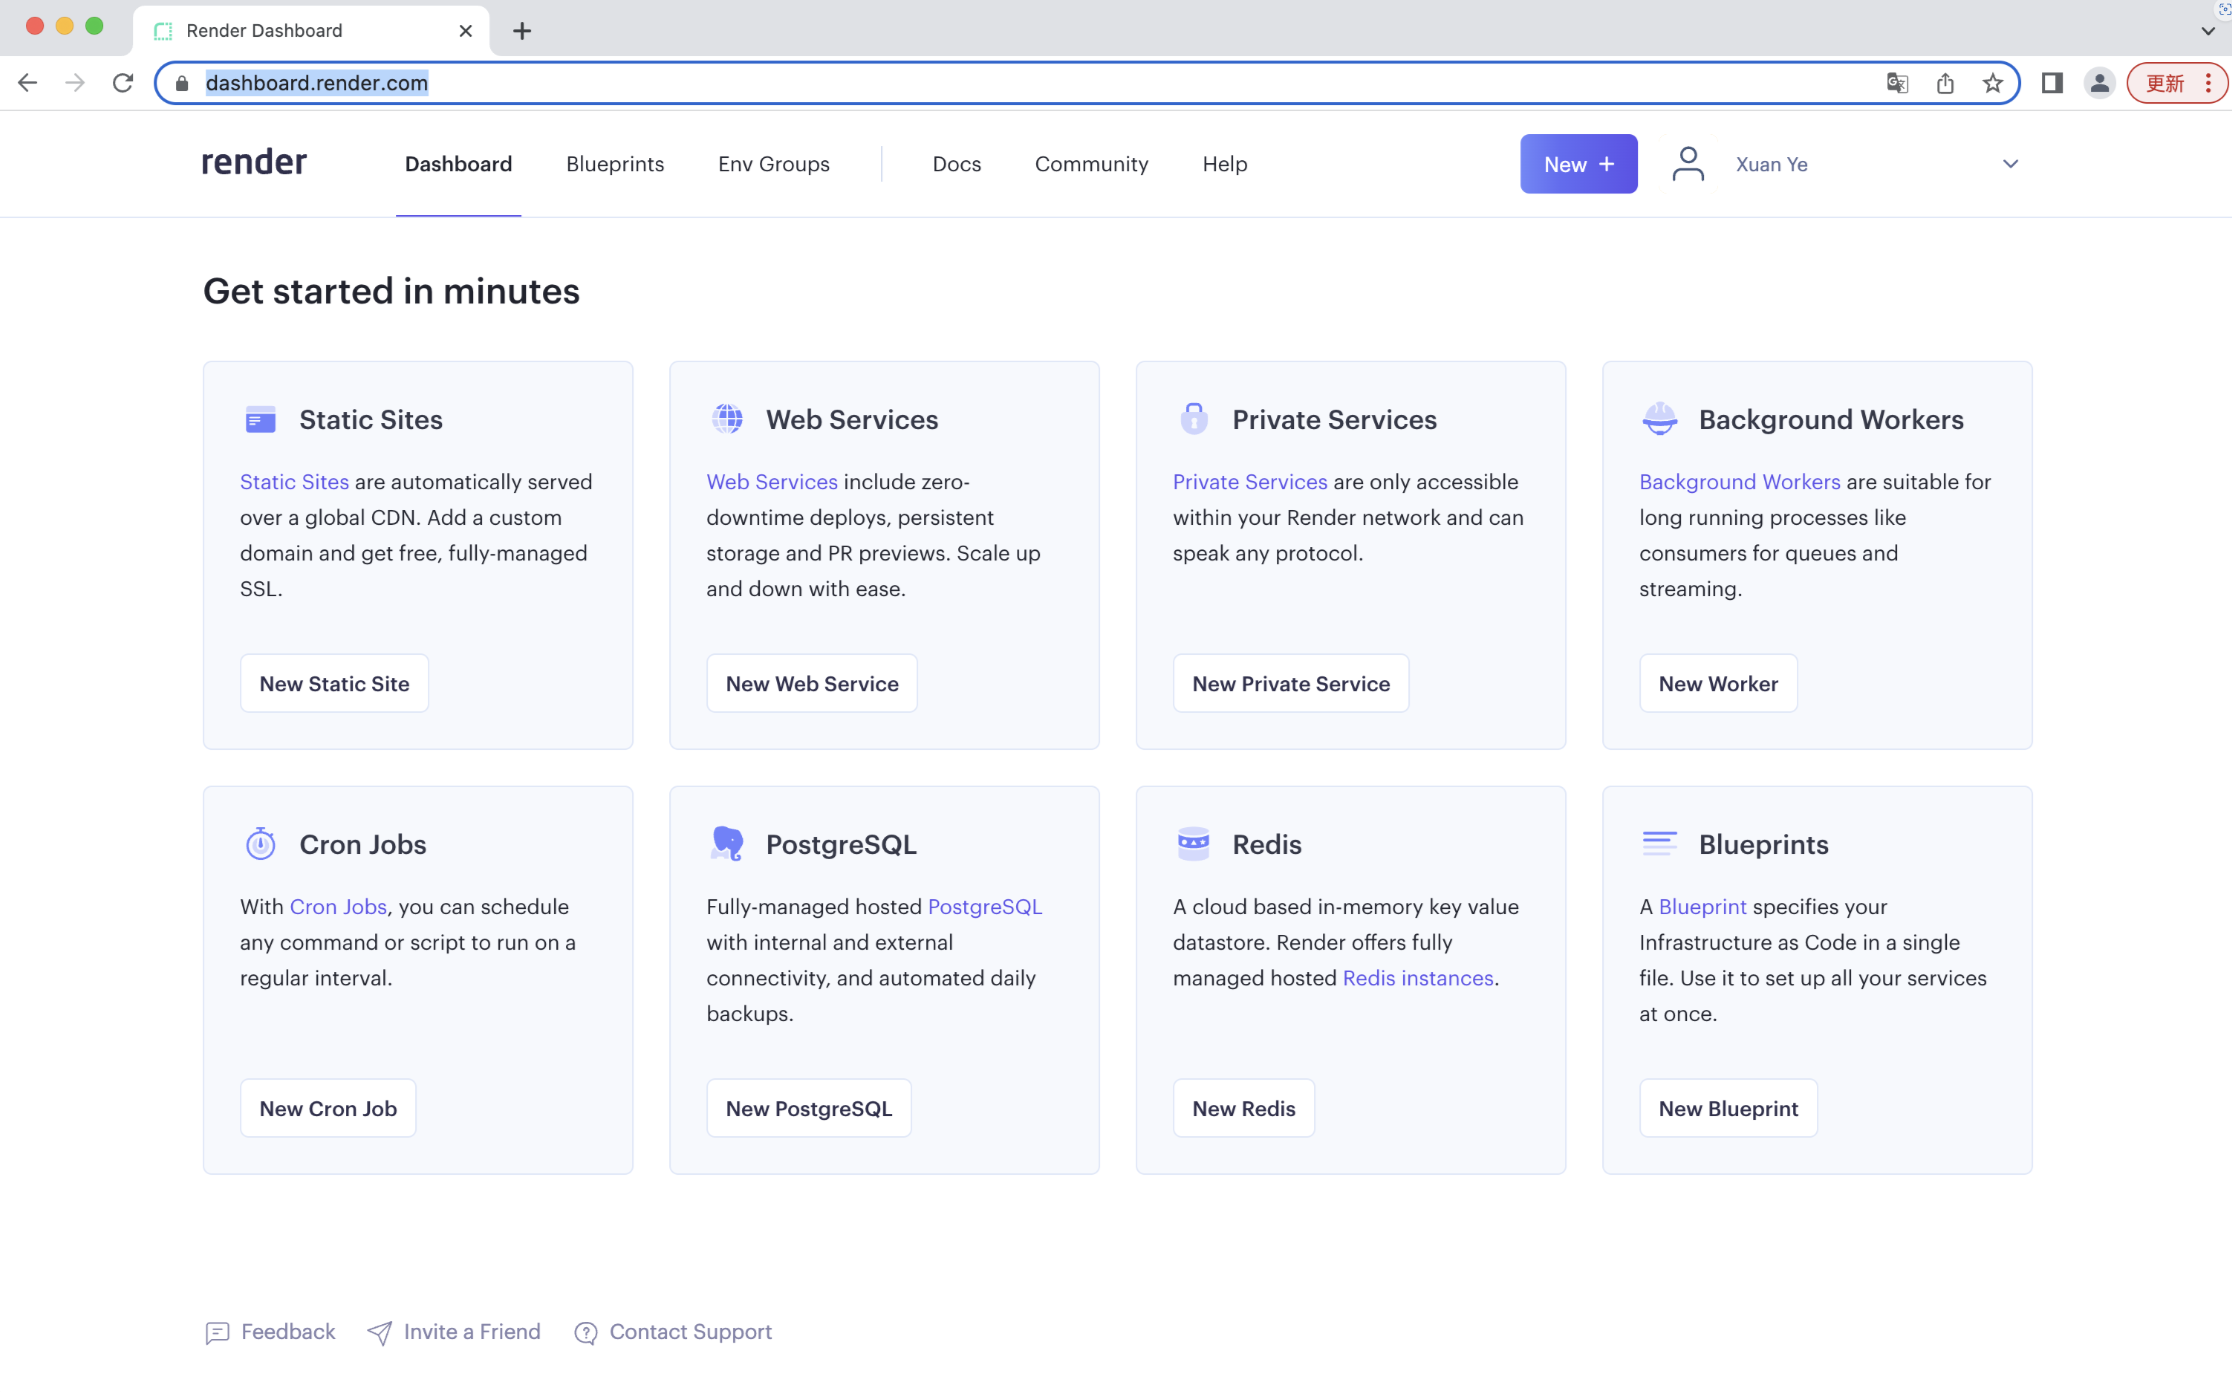 Render Dashboard
dashboard.render.com
更新
render
Dashboard
Blueprints
Env Groups
Docs
Community
Help
New +
Xuan Ye
Get started in minutes
Static Sites
Static Sites are automatically served
over a global CDN. Add a custom
domain and get free, fully-managed
SSL.
New Static Site
Web Services
Web Services include zero-
downtime deploys, persistent
storage and PR previews. Scale up
and down with ease.
New Web Service
Private Services
Private Services are only accessible
within your Render network and can
speak any protocol.
New Private Service
Background Workers
Background Workers are suitable for
long running processes like
consumers for queues and
streaming.
New Worker
Cron Jobs
With Cron Jobs, you can schedule
any command or script to run on a
regular interval.
New Cron Job
PostgreSQL
Fully-managed hosted PostgreSQL
with internal and external
connectivity, and automated daily
backups.
New PostgreSQL
Redis
A cloud based in-memory key value
datastore. Render offers fully
managed hosted Redis instances.
New Redis
Blueprints
A Blueprint specifies your
Infrastructure as Code in a single
file. Use it to set up all your services
at once.
New Blueprint
Feedback
Invite a Friend
Contact Support